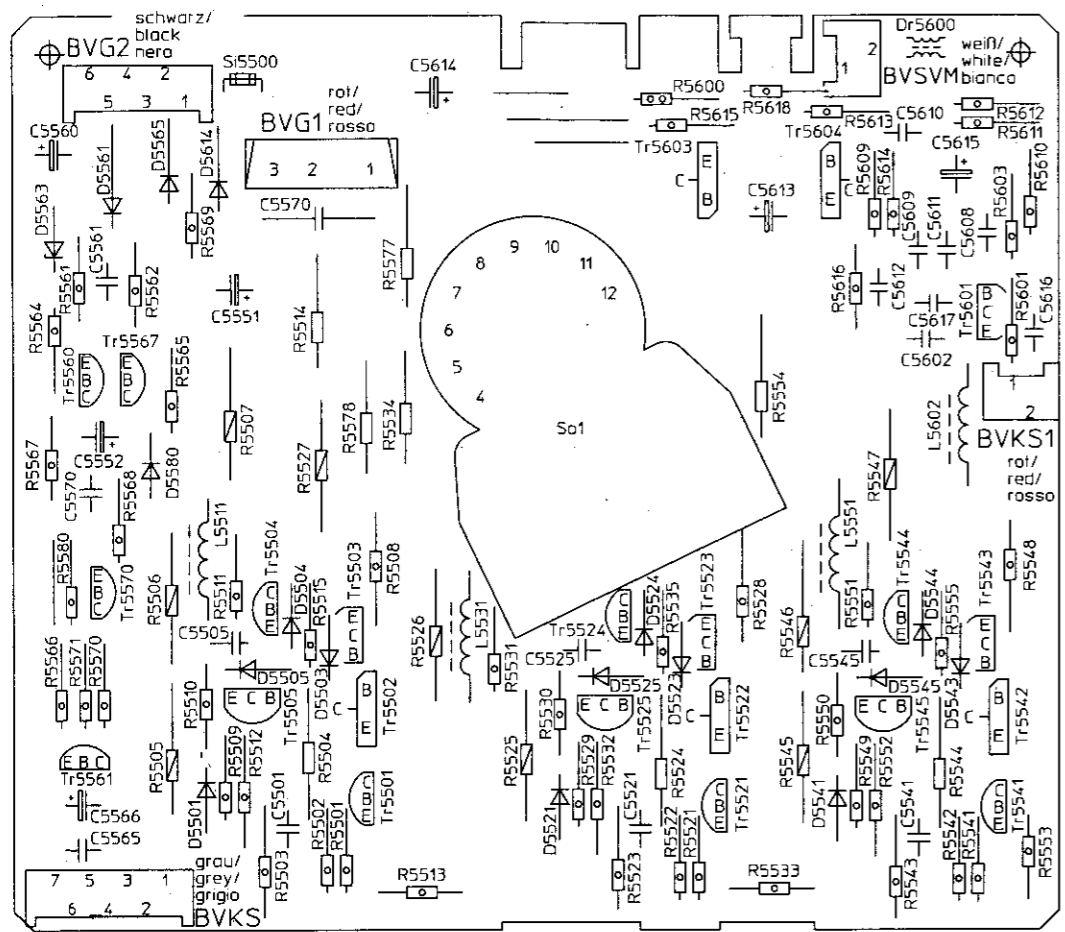 schwarz/
black
nero
BVG2
6 4 2
5 3 1
Si5500
C5614
rot/
red/
rosso
BVG1
3 2 1
Dr5600
2
1
BVSVM
weiß/
white/
bianca
R5600
R5615
R5618
R5613
C5610
R5612
R5611
Tr5603
E
B
C
Tr5604
B
E
C
C5560
D5561
D5565
D5614
D5563
R5569
C5570
R5577
C5613
R5609
R5614
C5615
C5609
C5611
C5608
R5603
R5610
R5561
C5561
R5562
C5551
R5514
R5564
Tr5560
E
B
C
Tr5567
E
B
C
R5565
R5507
R5578
R5534
4
5
6
7
8
9
10
11
12
So1
R5554
R5616
C5612
C5617
C5602
Tr5601
B
C
E
R5601
C5616
L5602
1
2
BVKS1
rot/
red/
rosso
R5567
C5552
D5580
C5570
R5568
R5527
R5547
R5580
E
B
C
Tr5570
R5506
L5511
R5511
Tr5504
C
B
E
D5504
R5515
Tr5503
E
C
B
R5508
C5505
D5505
R5526
L5531
R5531
Tr5524
C
B
E
D5524
R5535
Tr5523
E
C
B
R5528
C5525
D5525
R5546
L5551
R5551
Tr5544
C
B
E
D5544
R5555
Tr5543
E
C
B
R5548
C5545
D5545
R5566
R5571
R5570
R5510
E C B
Tr5505
D5503
B
E
C
Tr5502
R5530
E C B
Tr5525
D5523
B
E
C
Tr5522
R5550
E C B
Tr5545
D5543
B
E
C
Tr5542
E B C
Tr5561
R5505
R5509
R5512
R5504
Tr5501
C
B
E
R5525
R5529
R5532
R5524
Tr5521
C
B
E
R5545
R5549
R5552
R5544
Tr5541
C
B
E
C5566
C5565
D5501
C5501
R5502
R5501
R5503
D5521
C5521
R5522
R5521
R5523
D5541
C5541
R5542
R5541
R5543
R5553
R5513
R5533
grau/
grey/
grigio
7 5 3 1
6 4 2
BVKS